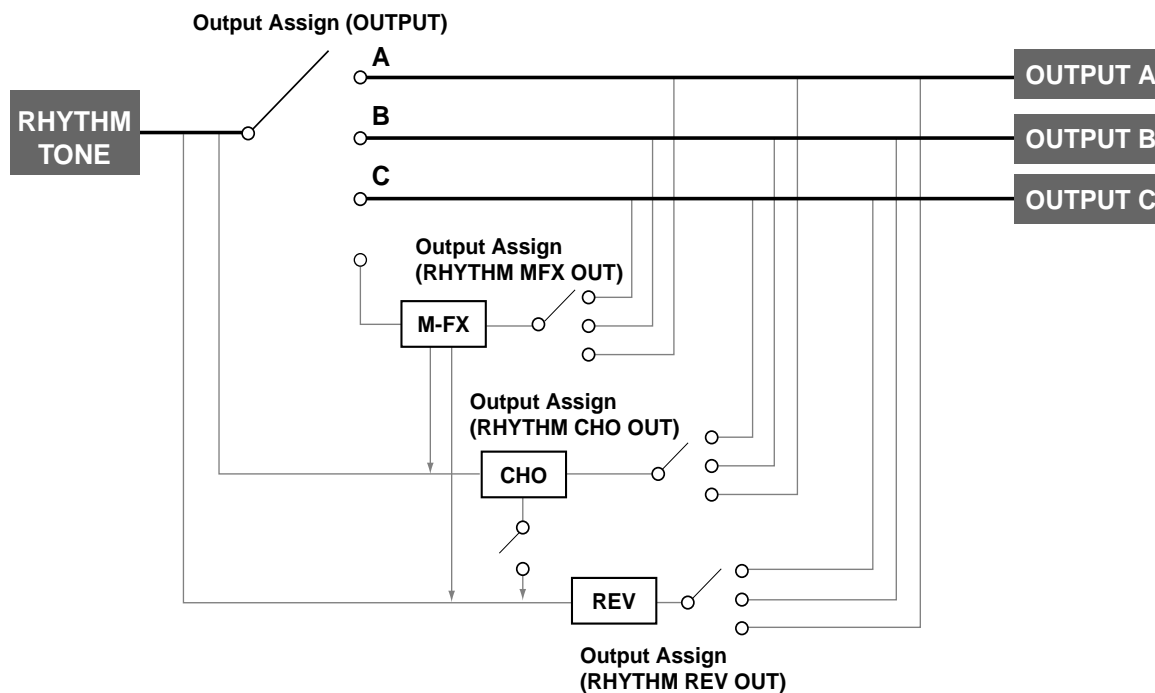 Output Assign (OUTPUT)
A
OUTPUT A
RHYTHM
TONE
B
OUTPUT B
C
OUTPUT C
Output Assign
(RHYTHM MFX OUT)
M-FX
Output Assign
(RHYTHM CHO OUT)
CHO
REV
Output Assign
(RHYTHM REV OUT)